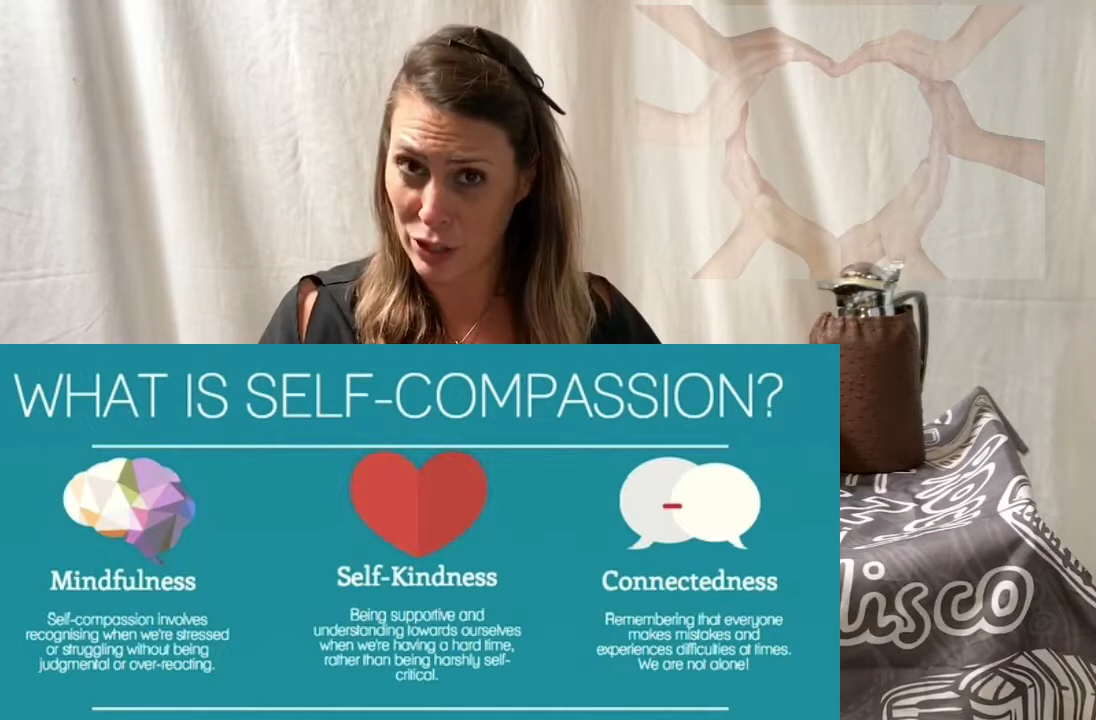 WHAT IS SELF-COMPASSION?
Mindfulness
Self-compassion involves
recognising when we're stressed
or struggling without being
judgmental or over-reacting.
Self-Kindness
Being supportive and
understanding towards ourselves
when we're having a hard time,
rather than being harshly self-
critical.
Connectedness
Remembering that everyone
makes mistakes and
experiences difficulties at times.
We are not alone!